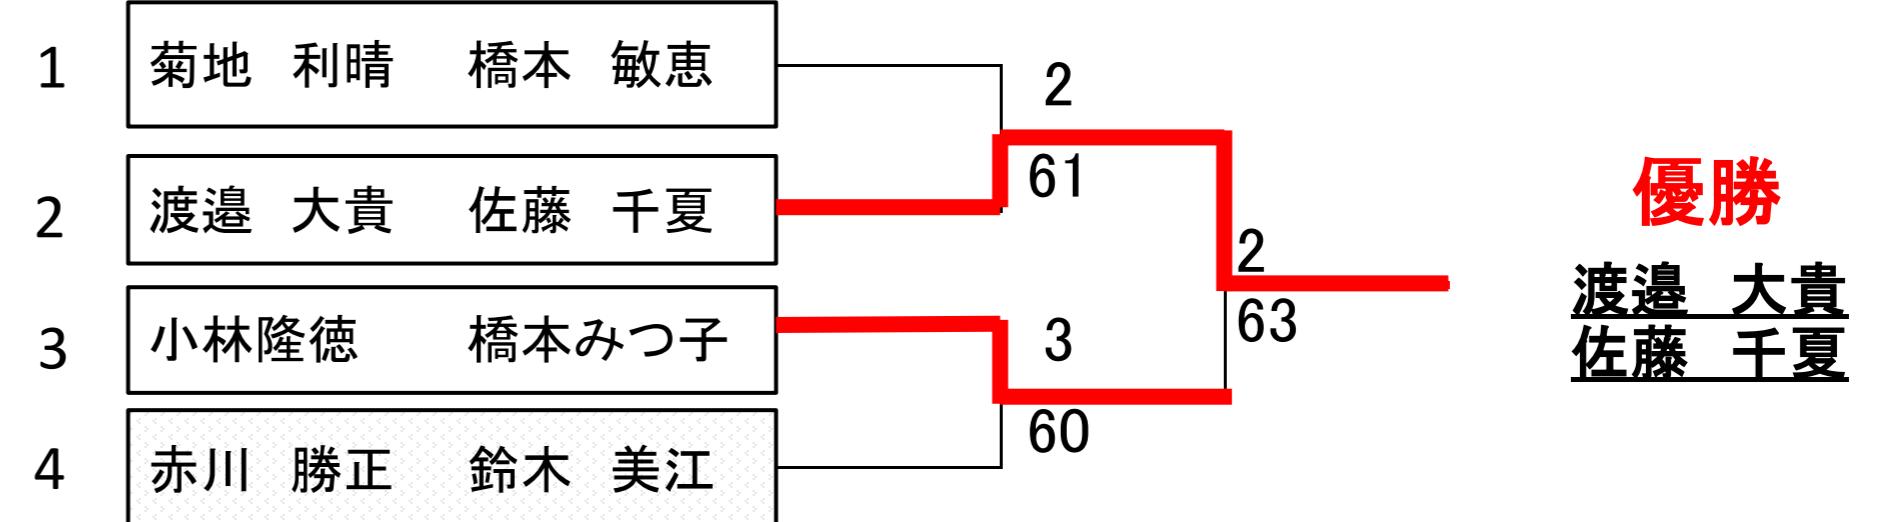 1 菊地 利晴 橋本 敏恵
2
61
2 渡邉 大貴 佐藤 千夏
優勝
2
63
渡邉 大貴
佐藤 千夏
3 小林隆徳 橋本みつ子
3
60
4 赤川 勝正 鈴木 美江